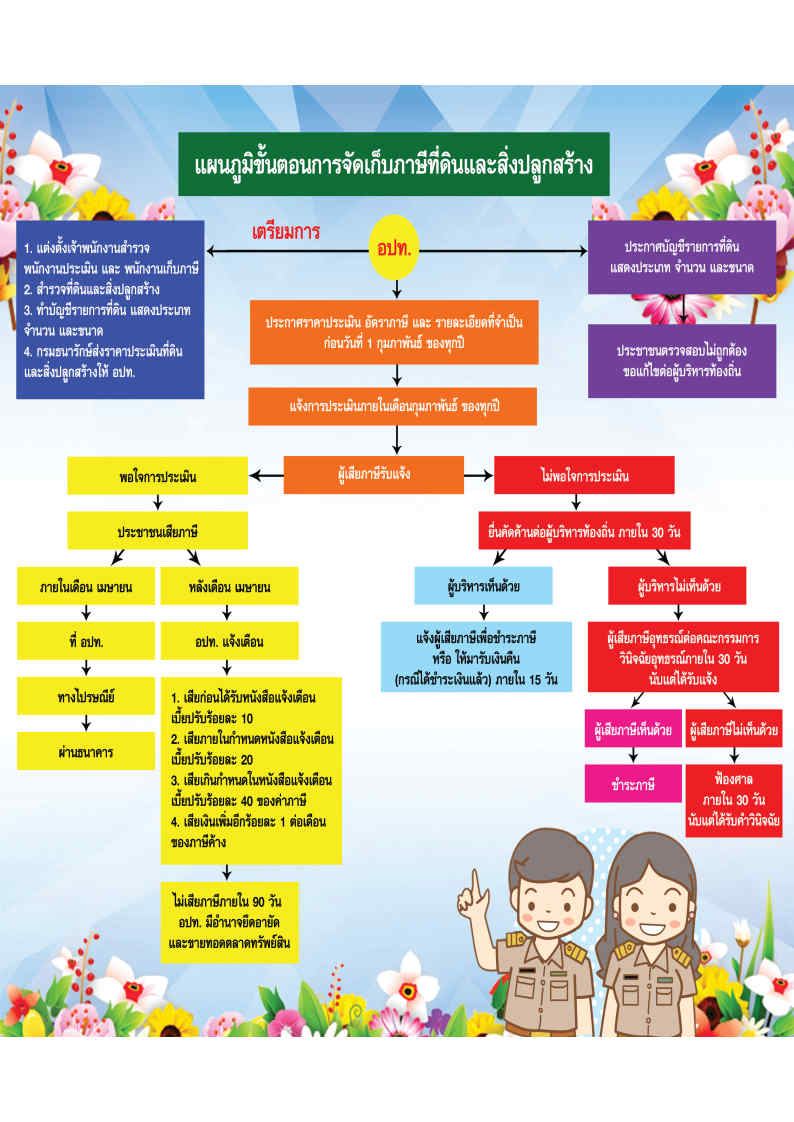 แผนภูมิขั้นตอนการจัดเก็บภาษีที่ดินและสิ่งปลูกสร้าง
เตรียมการ
อปท.
1. แต่งตั้งเจ้าพนักงานสำรวจ
พนักงานประเมิน และ พนักงานเก็บภาษี
2. สำรวจที่ดินและสิ่งปลูกสร้าง
3. ทำบัญชีรายการที่ดิน แสดงประเภท
จำนวน และขนาด
4. กรมธนารักษ์ส่งราคาประเมินที่ดิน
และสิ่งปลูกสร้างให้ อปท.
ประกาศบัญชีรายการที่ดิน
แสดงประเภท จำนวน และขนาด
ประชาชนตรวจสอบไม่ถูกต้อง
ขอแก้ไขต่อผู้บริหารท้องถิ่น
ประกาศราคาประเมิน อัตราภาษี และ รายละเอียดที่จำเป็น
ก่อนวันที่ 1 กุมภาพันธ์ ของทุกปี
แจ้งการประเมินภายในเดือนกุมภาพันธ์ ของทุกปี
ผู้เสียภาษีรับแจ้ง
พอใจการประเมิน
ไม่พอใจการประเมิน
ประชาชนเสียภาษี
ยื่นคัดค้านต่อผู้บริหารท้องถิ่น ภายใน 30 วัน
ภายในเดือน เมษายน
หลังเดือน เมษายน
ที่ อปท.
อปท. แจ้งเตือน
ทางไปรษณีย์
ผ่านธนาคาร
1. เสียก่อนได้รับหนังสือแจ้งเตือน
เบี้ยปรับร้อยละ 10
2. เสียภายในกำหนดหนังสือแจ้งเตือน
เบี้ยปรับร้อยละ 20
3. เสียเกินกำหนดในหนังสือแจ้งเตือน
เบี้ยปรับร้อยละ 40 ของค่าภาษี
4. เสียเงินเพิ่มอีกร้อยละ 1 ต่อเดือน
ของภาษีค้าง
ไม่เสียภาษีภายใน 90 วัน
อปท. มีอำนาจยึดอายัด
และขายทอดตลาดทรัพย์สิน
ผู้บริหารเห็นด้วย
ผู้บริหารไม่เห็นด้วย
แจ้งผู้เสียภาษีเพื่อชำระภาษี
หรือ ให้มารับเงินคืน
(กรณีได้ชำระเงินแล้ว) ภายใน 15 วัน
ผู้เสียภาษีอุทธรณ์ต่อคณะกรรมการ
วินิจฉัยอุทธรณ์ภายใน 30 วัน
นับแต่ได้รับแจ้ง
ผู้เสียภาษีเห็นด้วย
ผู้เสียภาษีไม่เห็นด้วย
ชำระภาษี
ฟ้องศาล
ภายใน 30 วัน
นับแต่ได้รับคำวินิจฉัย